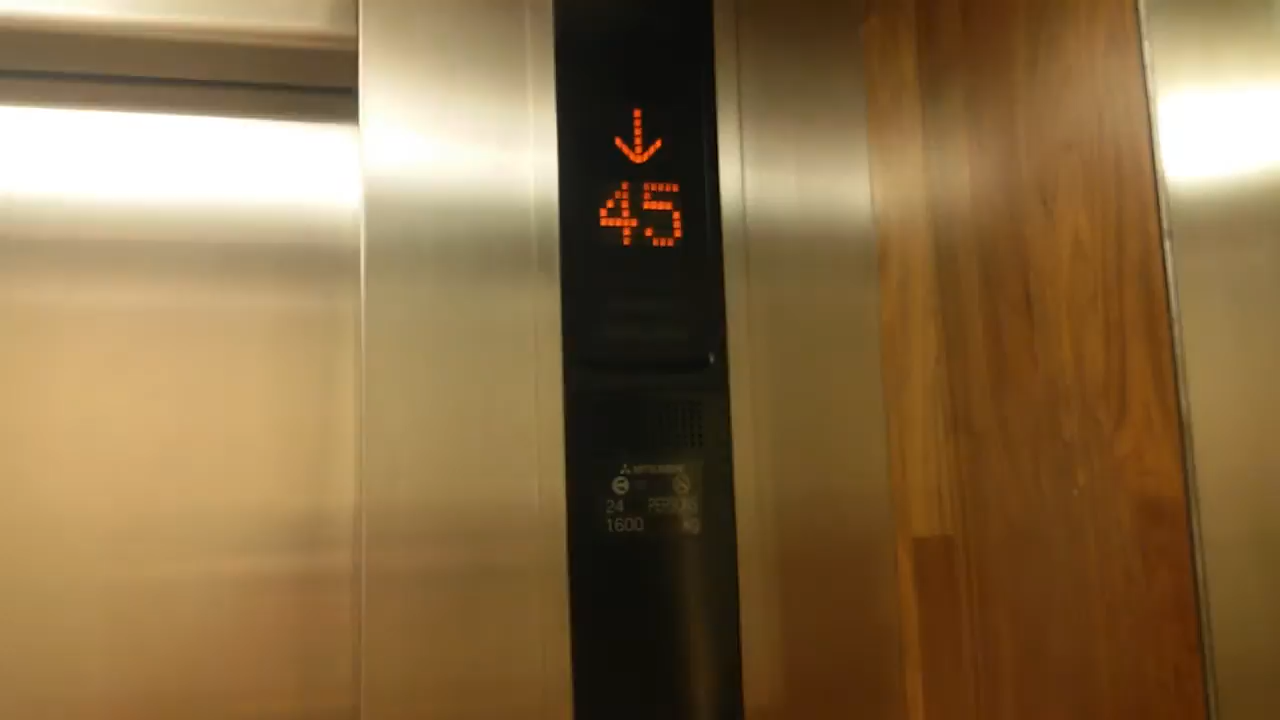 ↓
45
MITSUBISHI
24 PERSONS
1600 kg